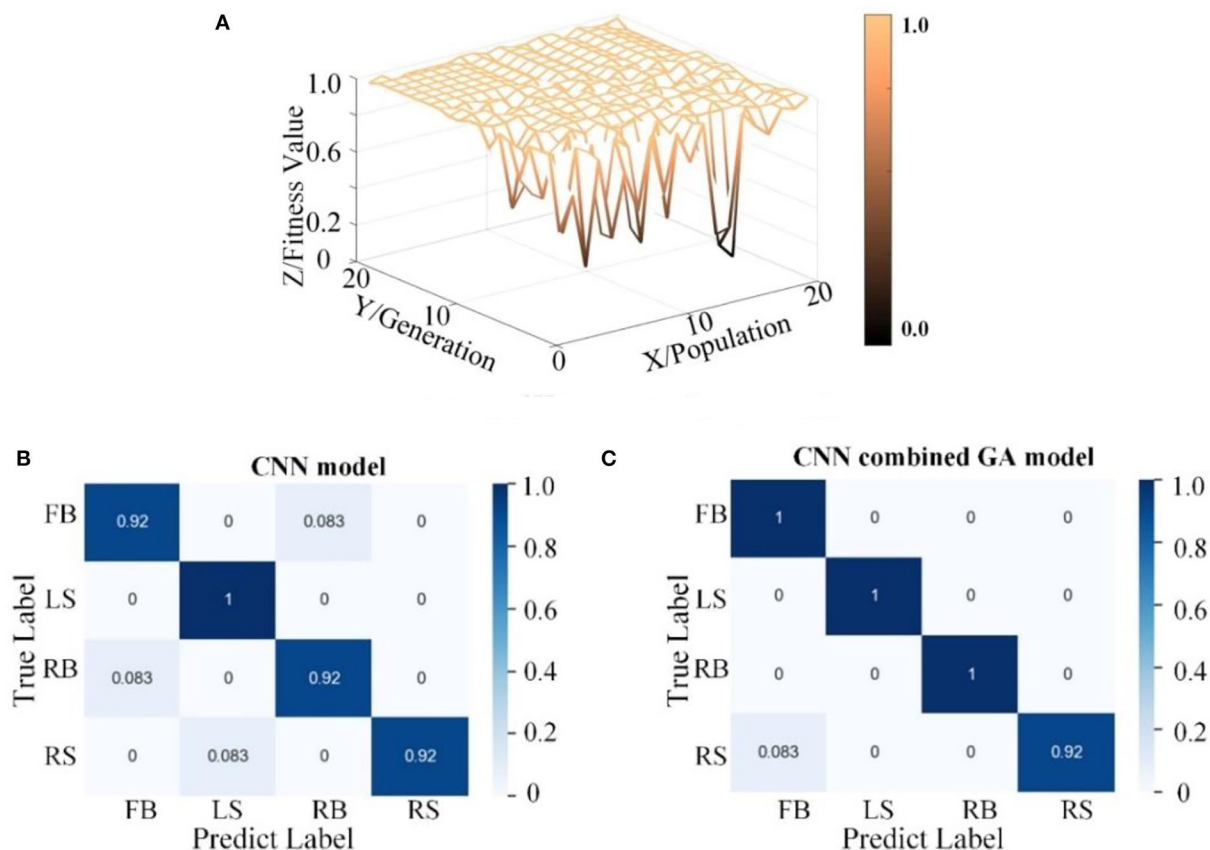 A
1.0
0.6
0.2
0
Z/Fitness Value
20
10
0
Y/Generation
10
20
X/Population
1.0
0.0
B
CNN model
True Label
FB 0.92 0 0.083 0
LS 0 1 0 0
RB 0.083 0 0.92 0
RS 0 0.083 0 0.92
FB LS RB RS
Predict Label
1.0
0.8
0.6
0.4
0.2
0
C
CNN combined GA model
True Label
FB 1 0 0 0
LS 0 1 0 0
RB 0 0 1 0
RS 0.083 0 0 0.92
FB LS RB RS
Predict Label
1.0
0.8
0.6
0.4
0.2
0